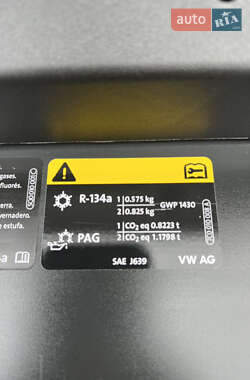 auto RIA
R-134a
1 0.575 kg
2 0.825 kg
GWP 1430
PAG
1 CO₂ eq 0.8223 t
2 CO₂ eq 1.1798 t
SAE J639
VW AG
gases.
fluorés.
erra.
vernadero.
e estufa.